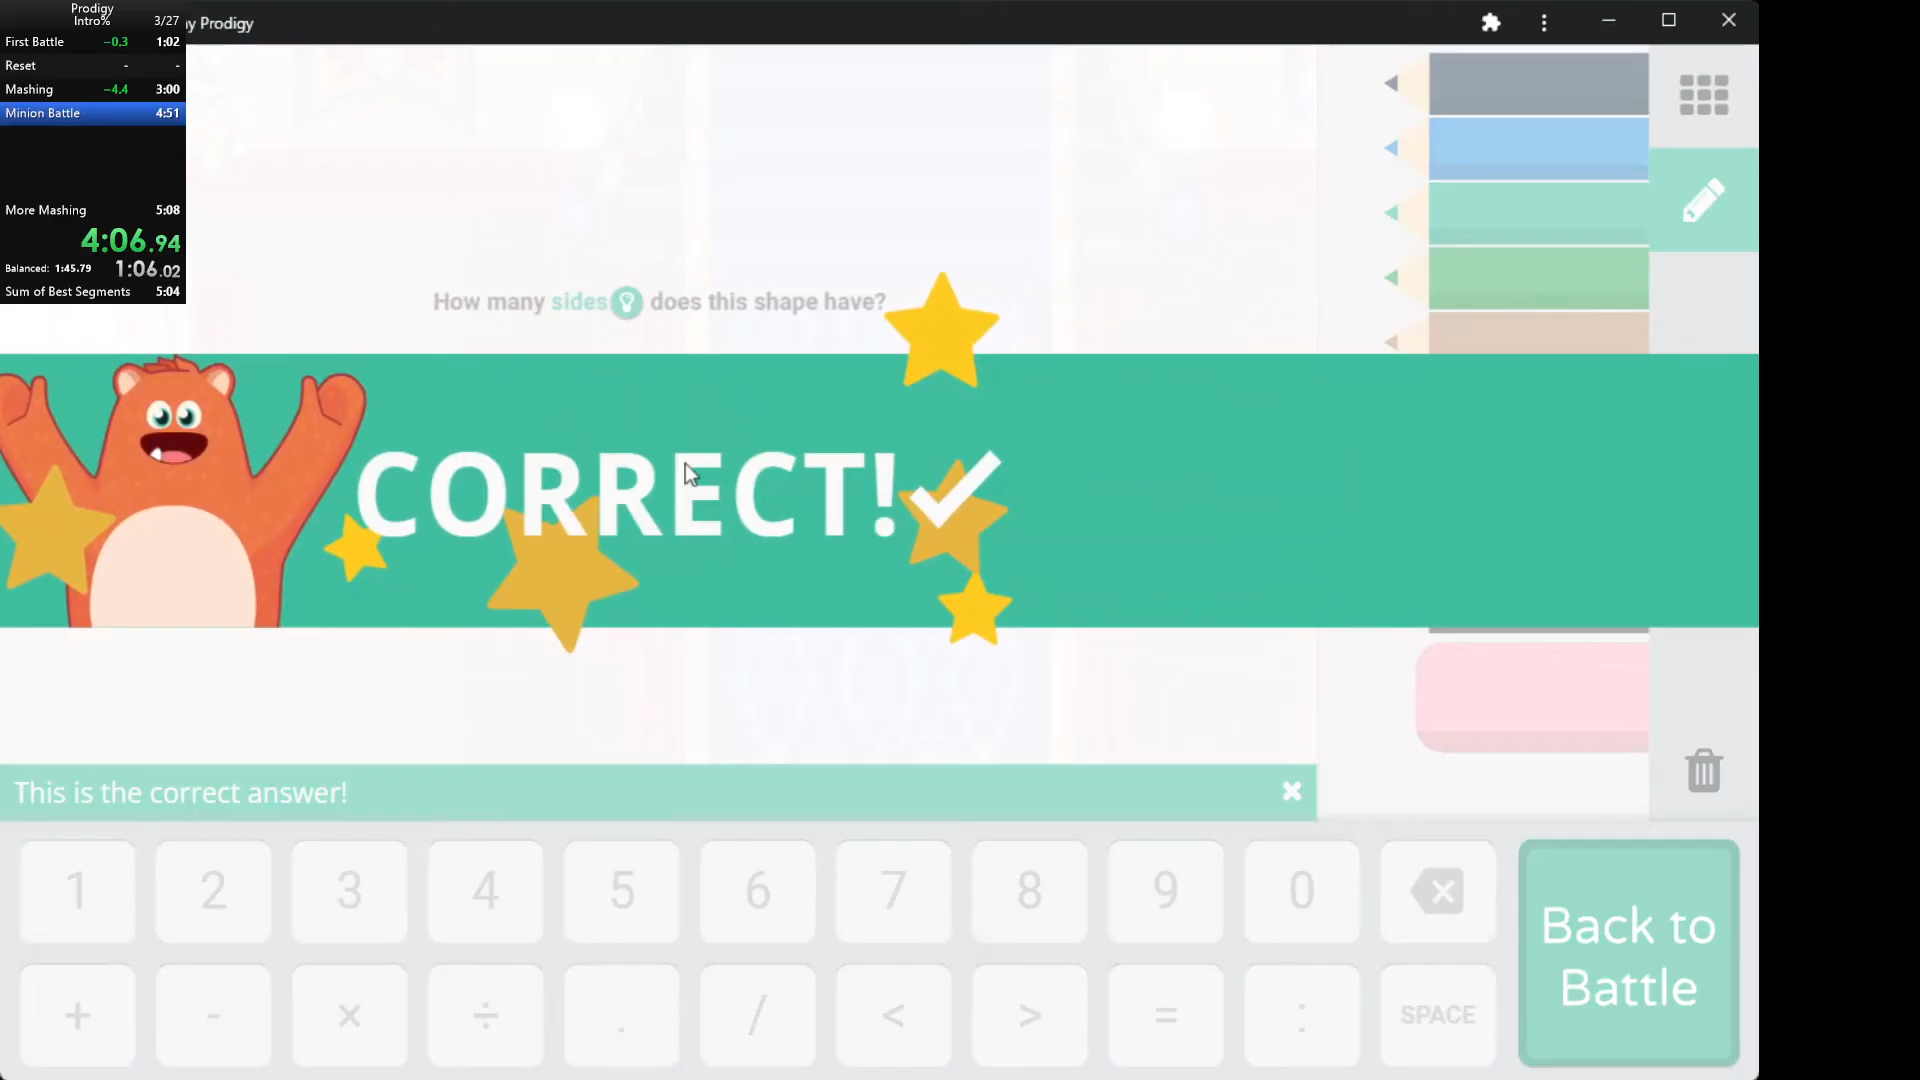 Prodigy
Intro% 3/27
First Battle −0.3 1:02
Reset - -
Mashing −4.4 3:00
Minion Battle 4:51
More Mashing 5:08
4:06.94
Balanced: 1:45.79 1:06.02
Sum of Best Segments 5:04
y Prodigy
How many sides does this shape have?
CORRECT!
This is the correct answer!
1 2 3 4 5 6 7 8 9 0
+ - × ÷ . / < > = : SPACE
Back to
Battle